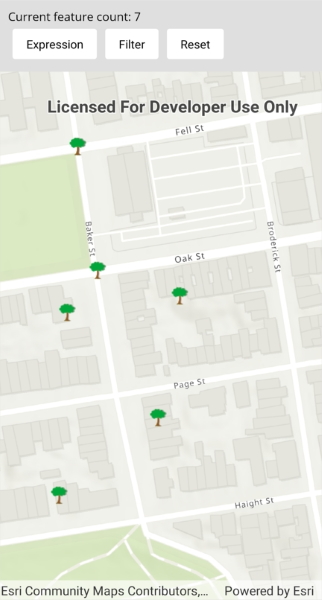 Current feature count: 7
Expression Filter Reset
Licensed For Developer Use Only
Fell St
Baker St
Broderick St
Oak St
Page St
Haight St
Esri Community Maps Contributors,... Powered by Esri